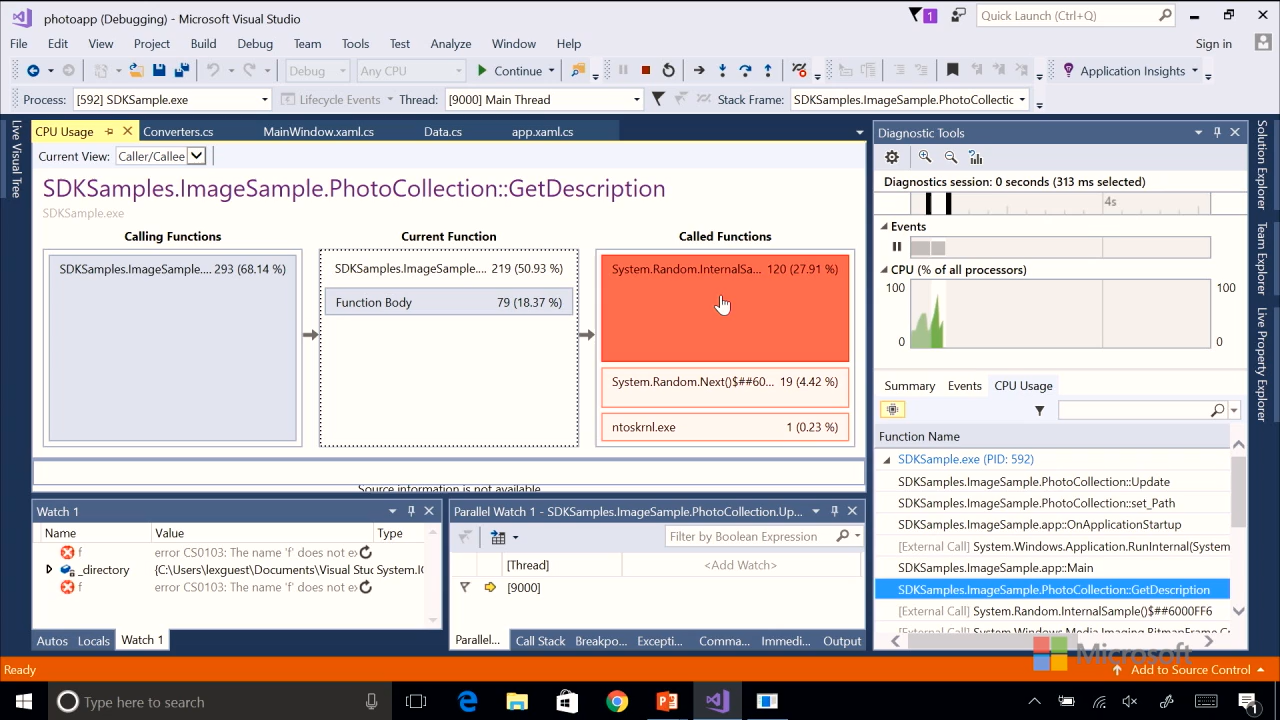 photoapp (Debugging) - Microsoft Visual Studio
1
Quick Launch (Ctrl+Q)
File Edit View Project Build Debug Team Tools Test Analyze Window Help
Sign in
Debug Any CPU Continue Application Insights
Process: [592] SDKSample.exe Lifecycle Events Thread: [9000] Main Thread Stack Frame: SDKSamples.ImageSample.PhotoCollectic
Live Visual Tree
CPU Usage Converters.cs MainWindow.xaml.cs Data.cs app.xaml.cs
Current View: Caller/Callee
SDKSamples.ImageSample.PhotoCollection::GetDescription
SDKSample.exe
Calling Functions Current Function Called Functions
SDKSamples.ImageSample.... 293 (68.14 %)
SDKSamples.ImageSample.... 219 (50.93 %)
Function Body 79 (18.37 %)
System.Random.InternalSa... 120 (27.91 %)
System.Random.Next()$##60... 19 (4.42 %)
ntoskrnl.exe 1 (0.23 %)
Source information is not available
Watch 1
Name Value Type
f error CS0103: The name 'f' does not ex
_directory {C:\Users\lexguest\Documents\Visual Stuc System.IC
f error CS0103: The name 'f' does not ex
Autos Locals Watch 1
Parallel Watch 1 - SDKSamples.ImageSample.PhotoCollection.Up...
Filter by Boolean Expression
[Thread] <Add Watch>
[9000]
Parallel... Call Stack Breakpo... Excepti... Comma... Immedi... Output
Diagnostic Tools
Diagnostics session: 0 seconds (313 ms selected)
4s
Events
CPU (% of all processors)
100 100
0 0
Summary Events CPU Usage
Function Name
SDKSample.exe (PID: 592)
SDKSamples.ImageSample.PhotoCollection::Update
SDKSamples.ImageSample.PhotoCollection::set_Path
SDKSamples.ImageSample.app::OnApplicationStartup
[External Call] System.Windows.Application.RunInternal(System
SDKSamples.ImageSample.app::Main
SDKSamples.ImageSample.PhotoCollection::GetDescription
[External Call] System.Random.InternalSample()$##6000FF6
[External Call] System.Windows.Media.Imaging.BitmapFrame.Cr
Solution Explorer
Team Explorer
Live Property Explorer
Microsoft
Ready
Add to Source Control
Type here to search
1